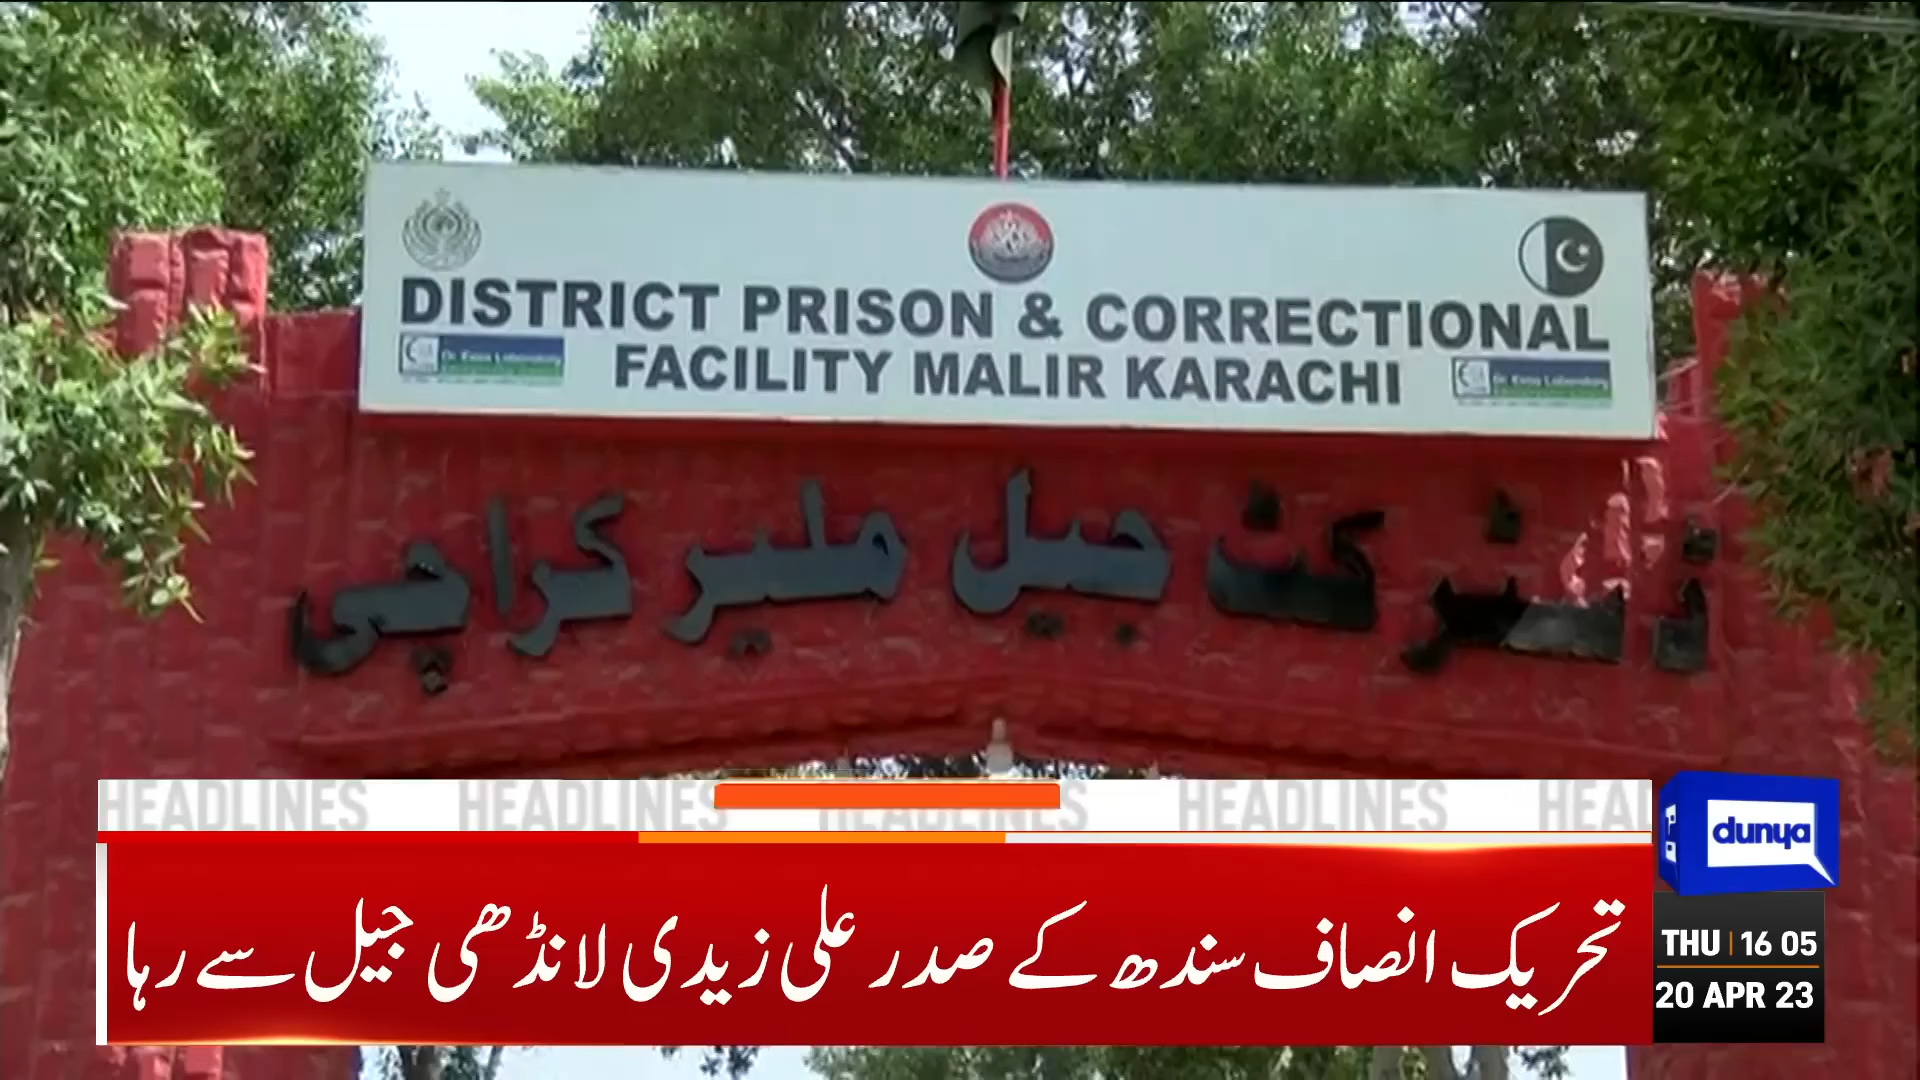 DISTRICT PRISON & CORRECTIONAL
FACILITY MALIR KARACHI
ڈسٹرکٹ جیل ملیر کراچی
HEADLINES HEADLINES HEADLINES HEADLINES HEAD
dunya
تحریک انصاف سندھ کے صدر علی زیدی لانڈھی جیل سے رہا
THU 16 05
20 APR 23